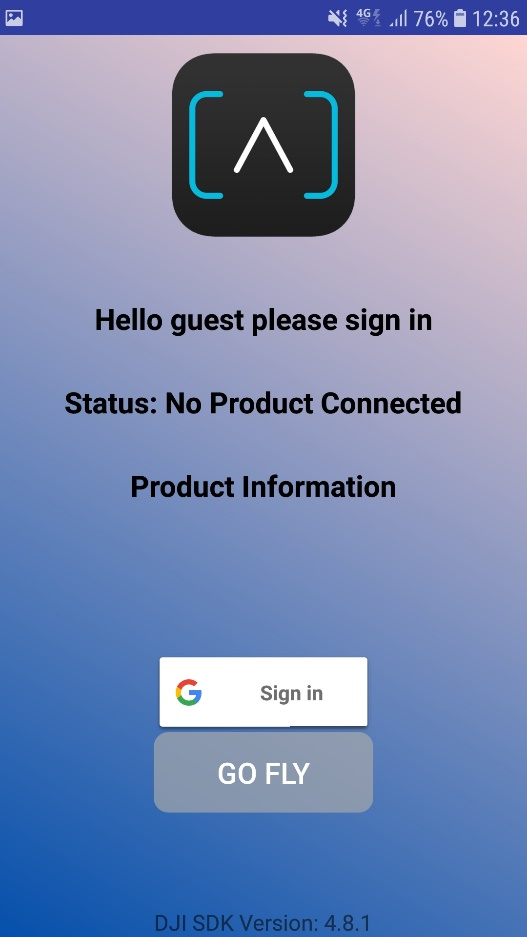 4G 76% 12:36
Hello guest please sign in
Status: No Product Connected
Product Information
Sign in
GO FLY
DJI SDK Version: 4.8.1